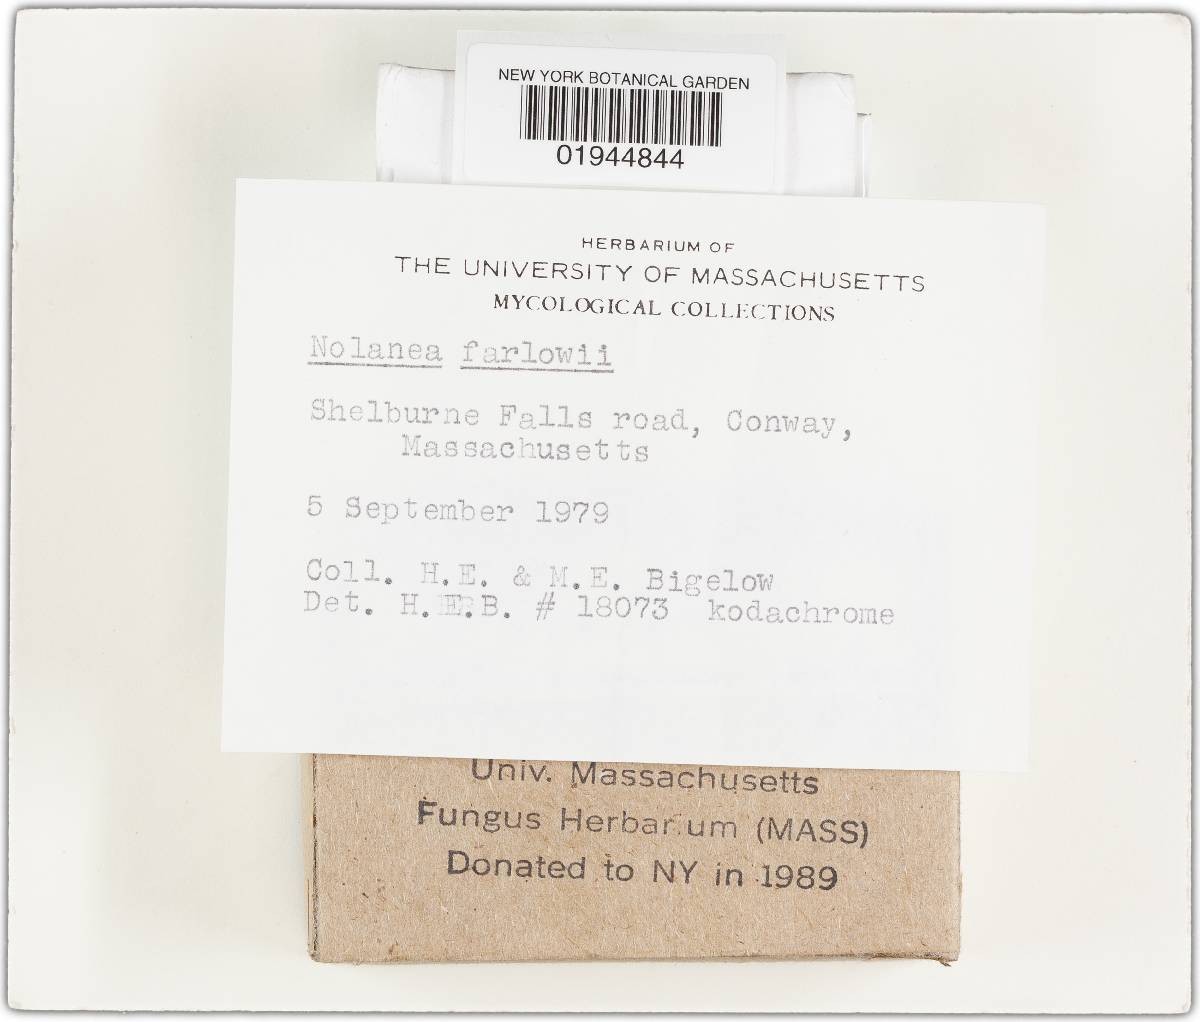 NEW YORK BOTANICAL GARDEN
01944844
HERBARIUM OF
THE UNIVERSITY OF MASSACHUSETTS
MYCOLOGICAL COLLECTIONS
Nolanea farlowii
Shelburne Falls road, Conway,
Massachusetts
5 September 1979
Coll. H.E. & M.E. Bigelow
Det. H.E.B. # 18073 kodachrome
Univ. Massachusetts
Fungus Herbarium (MASS)
Donated to NY in 1989